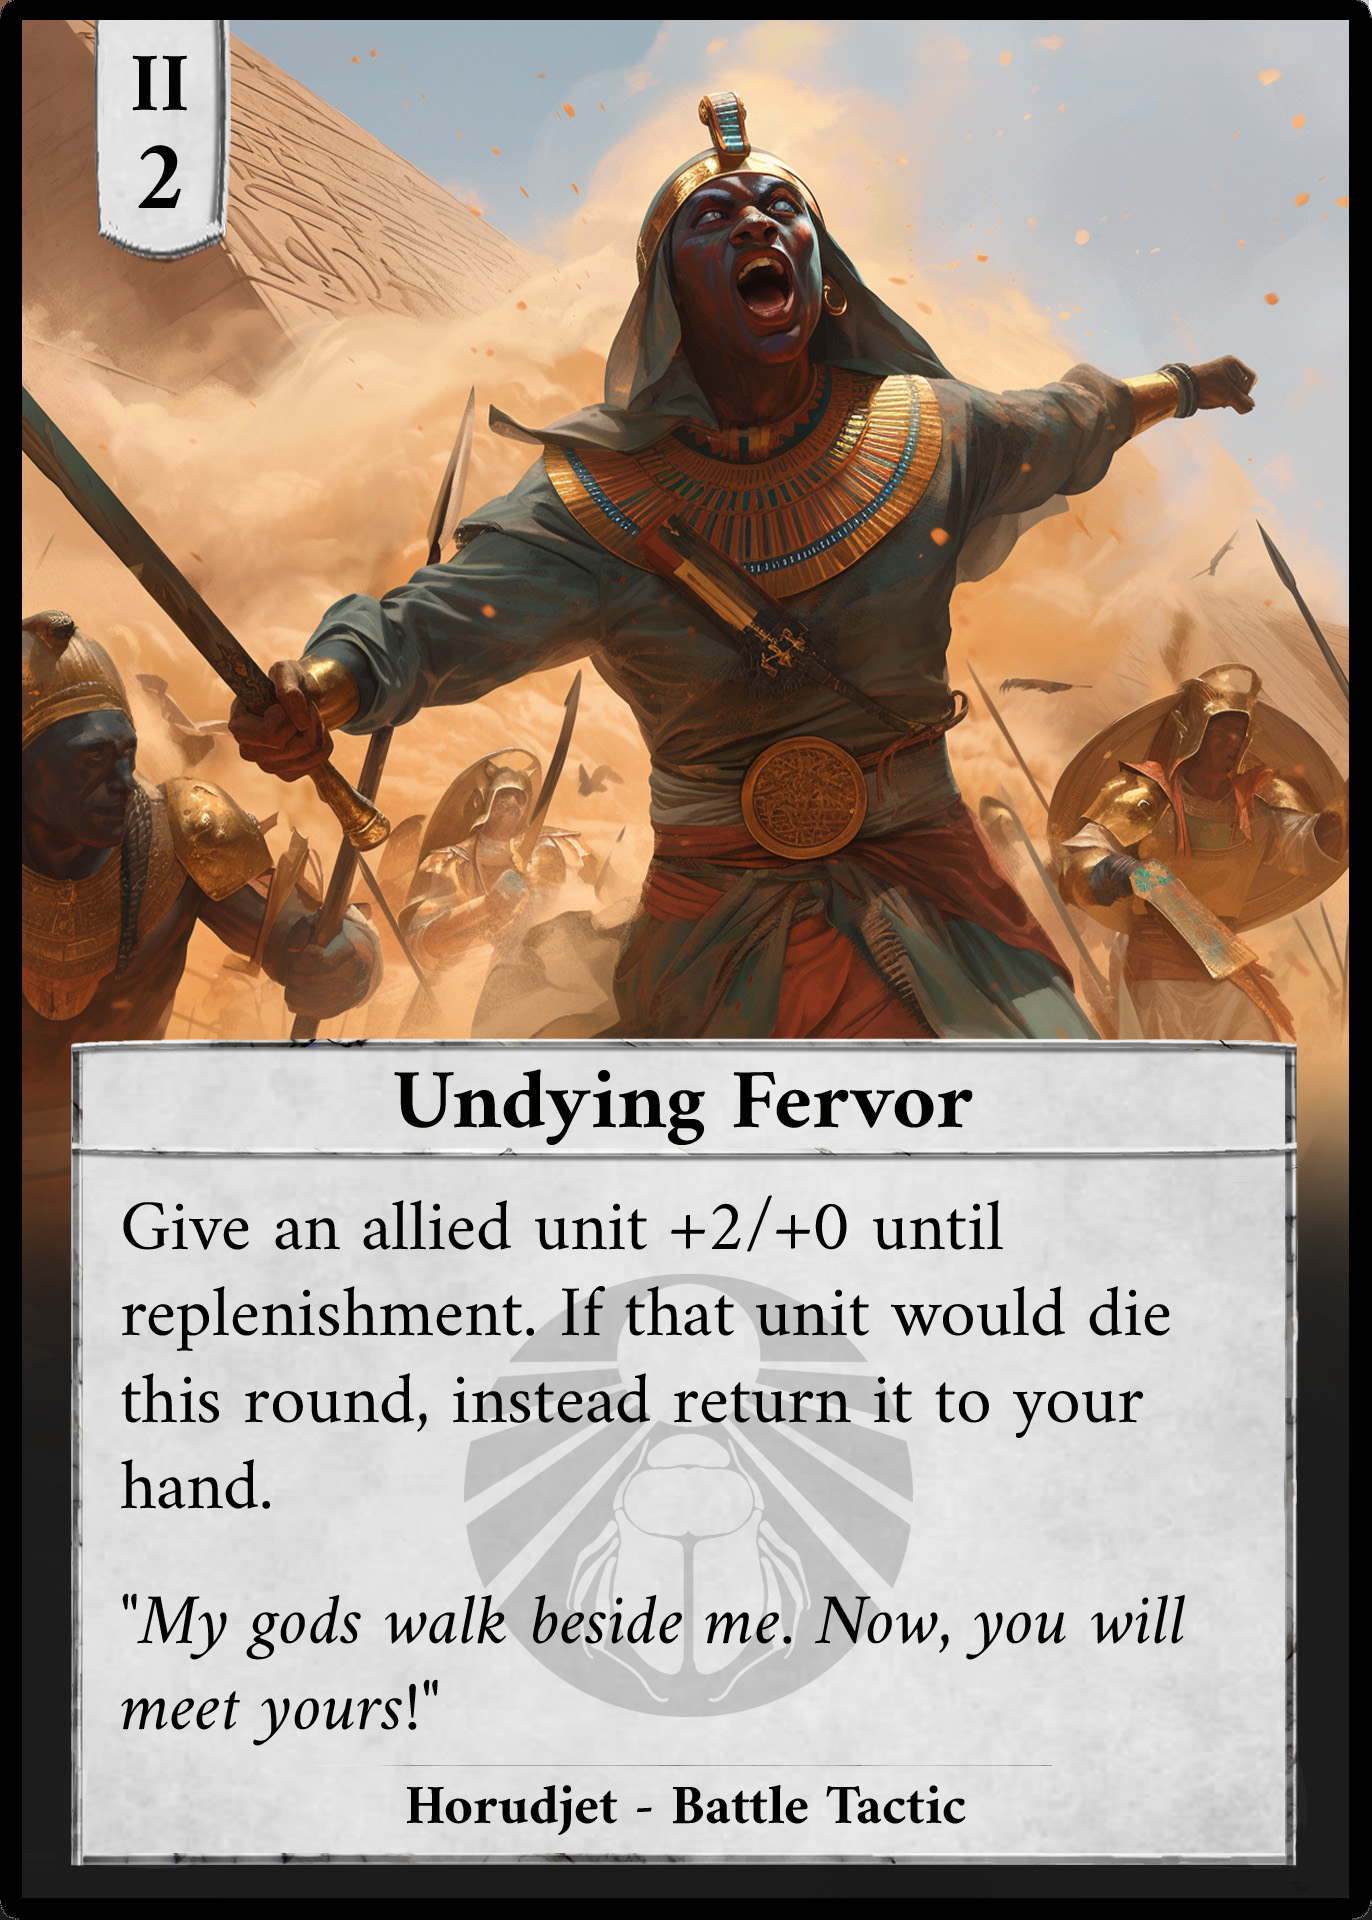 II
2
Undying Fervor
Give an allied unit +2/+0 until
replenishment. If that unit would die
this round, instead return it to your
hand.
"My gods walk beside me. Now, you will
meet yours!"
Horudjet - Battle Tactic